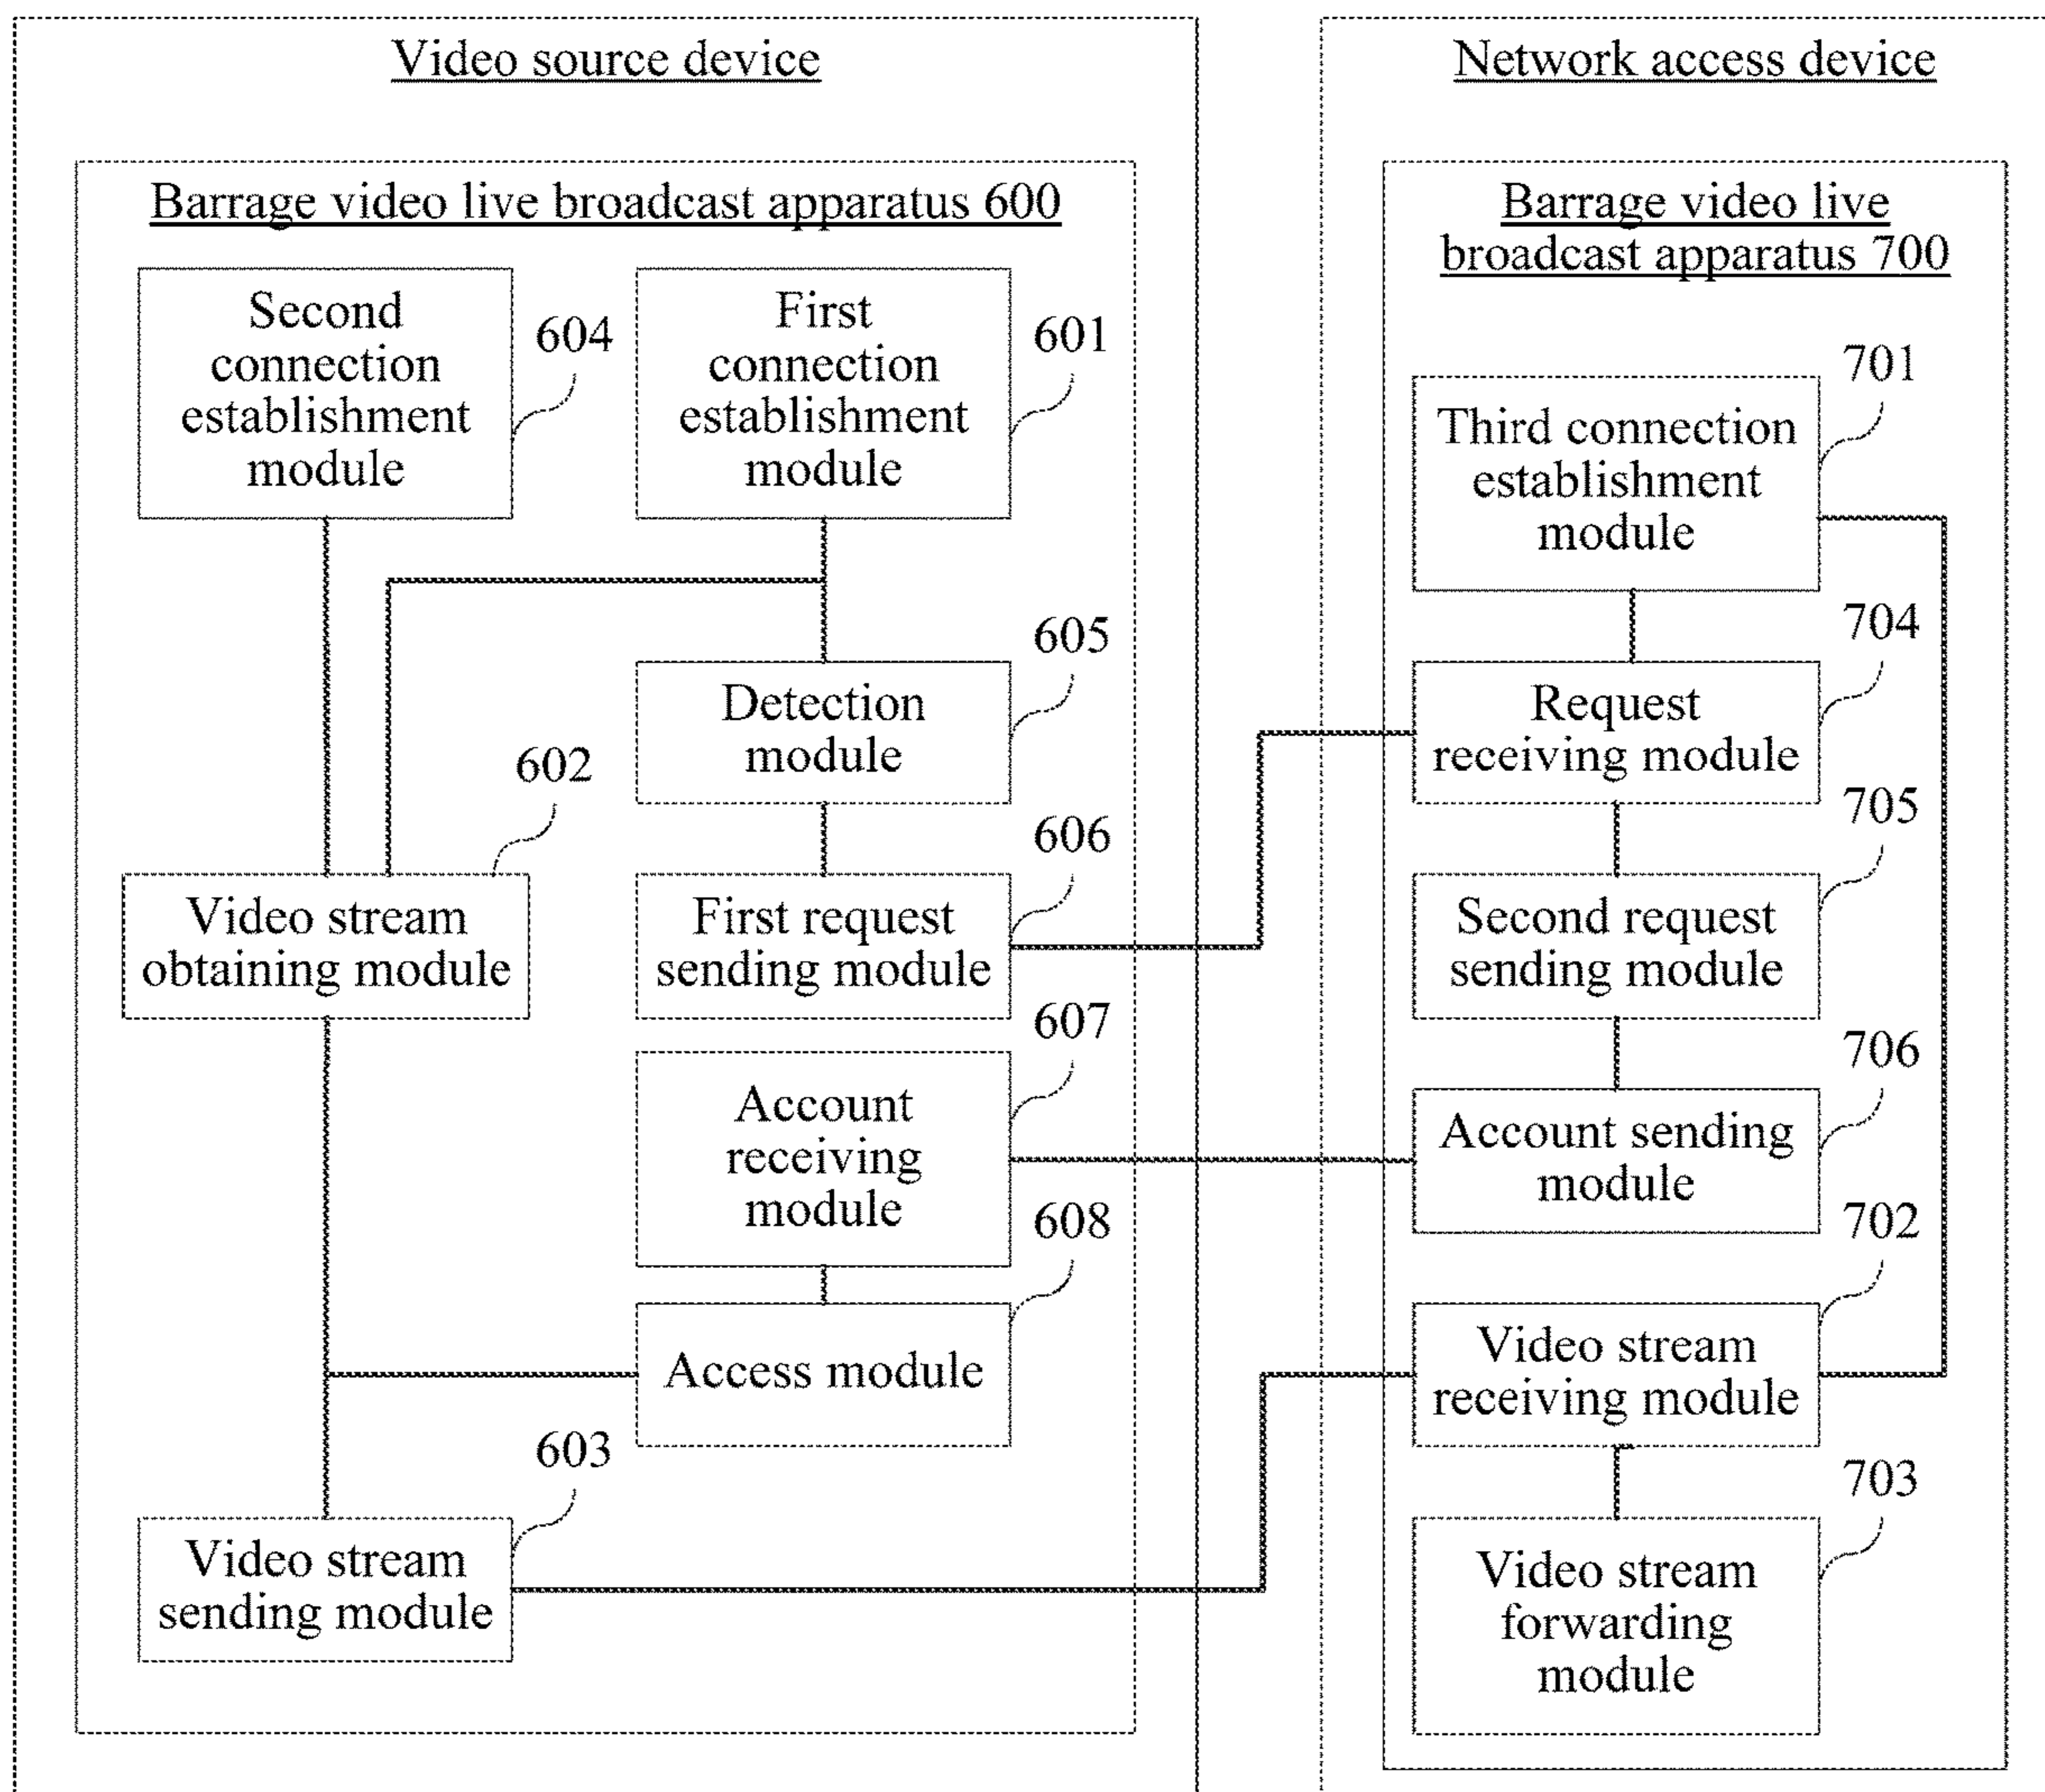 Video source device
Barrage video live broadcast apparatus 600
Second
connection
establishment
module
604
First
connection
establishment
module
601
Detection
module
605
602
Video stream
obtaining module
First request
sending module
606
Account
receiving
module
607
Access module
608
603
Video stream
sending module
Network access device
Barrage video live
broadcast apparatus 700
Third connection
establishment
module
701
Request
receiving module
704
Second request
sending module
705
Account sending
module
706
Video stream
receiving module
702
Video stream
forwarding
module
703